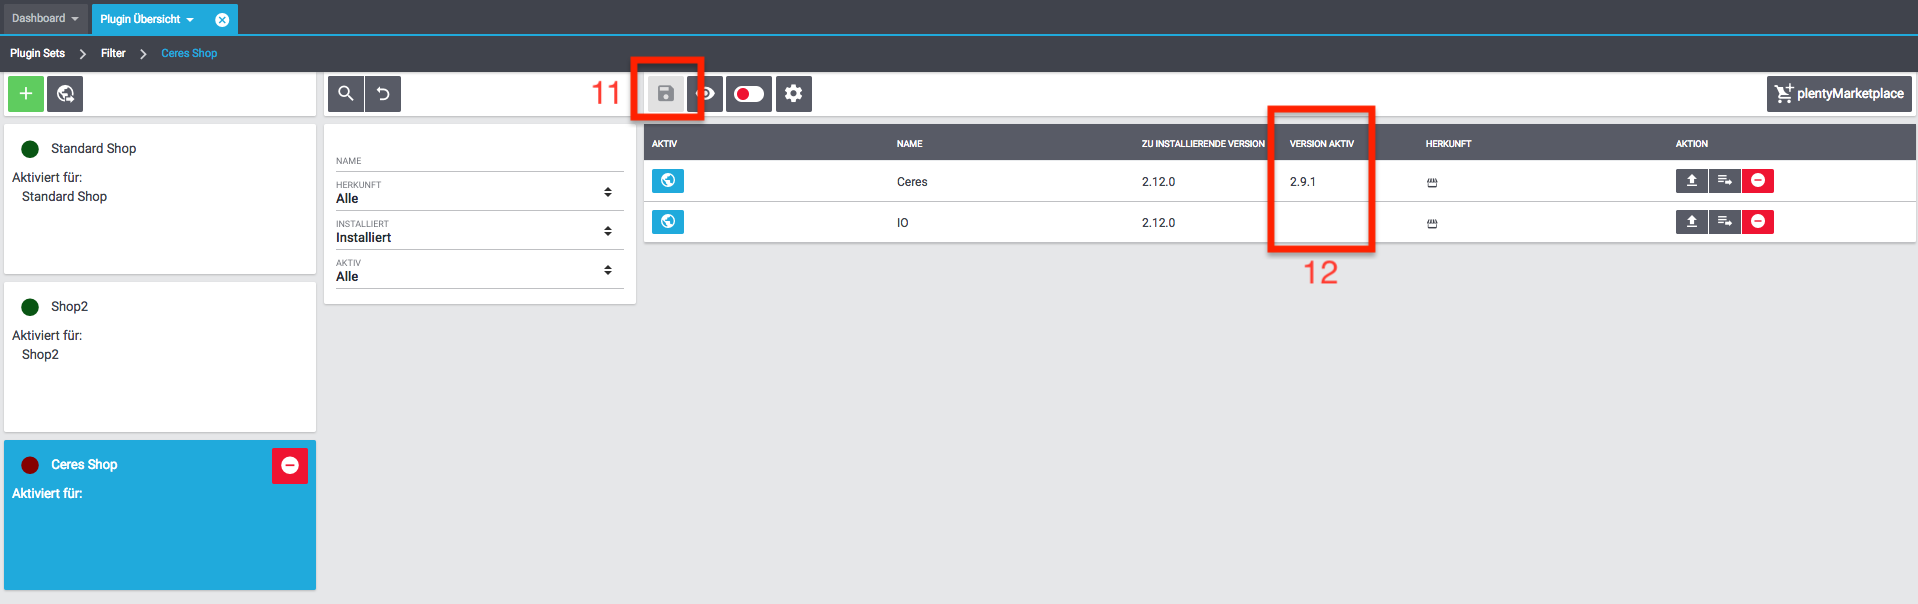 Dashboard
Plugin Übersicht
Plugin Sets
Filter
Ceres Shop
11
plentyMarketplace
Standard Shop
Aktiviert für:
Standard Shop
Shop2
Aktiviert für:
Shop2
Ceres Shop
Aktiviert für:
NAME
HERKUNFT
Alle
INSTALLIERT
Installiert
AKTIV
Alle
AKTIV NAME ZU INSTALLIERENDE VERSION VERSION AKTIV HERKUNFT AKTION
Ceres 2.12.0 2.9.1
IO 2.12.0
12